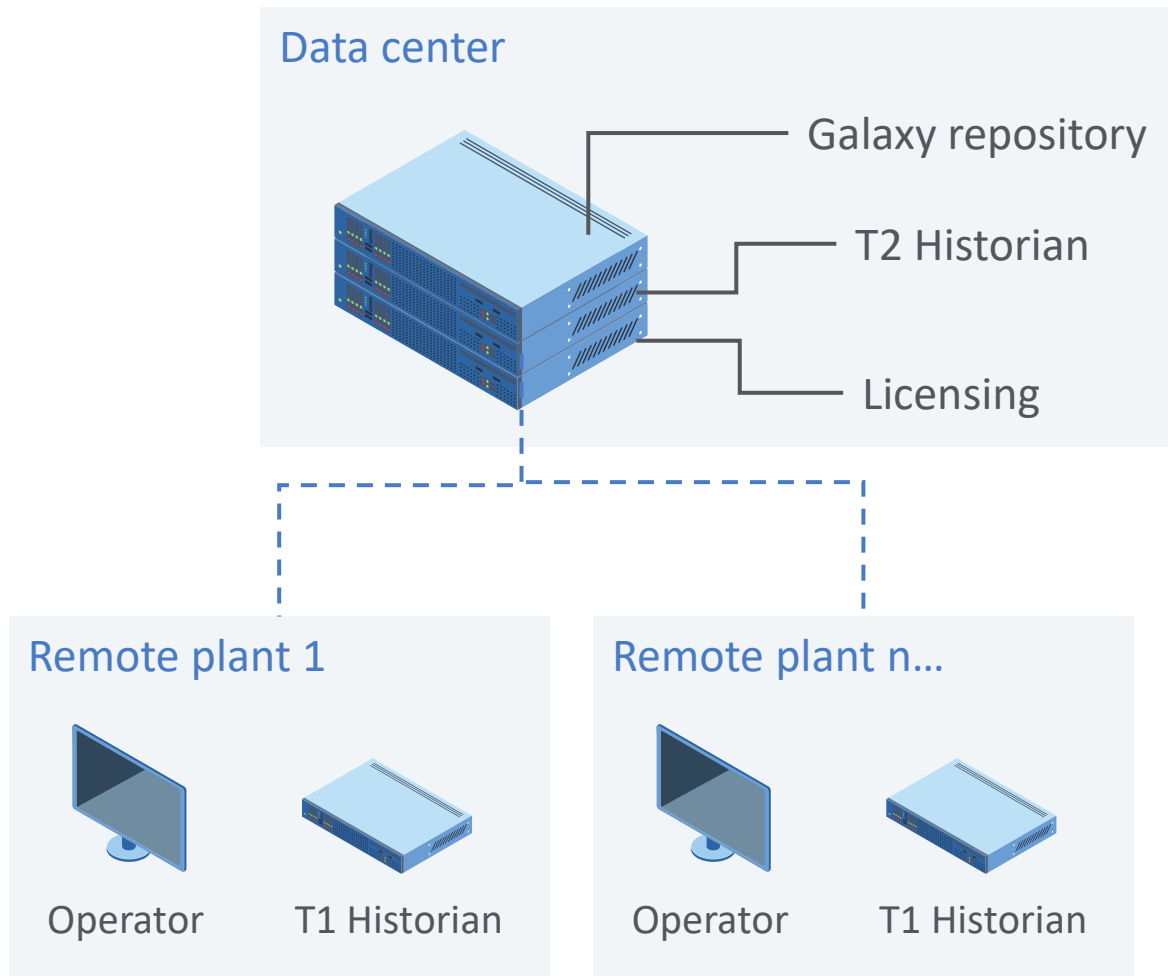 Data center
Galaxy repository
T2 Historian
Licensing
Remote plant 1
Operator
T1 Historian
Remote plant n...
Operator
T1 Historian